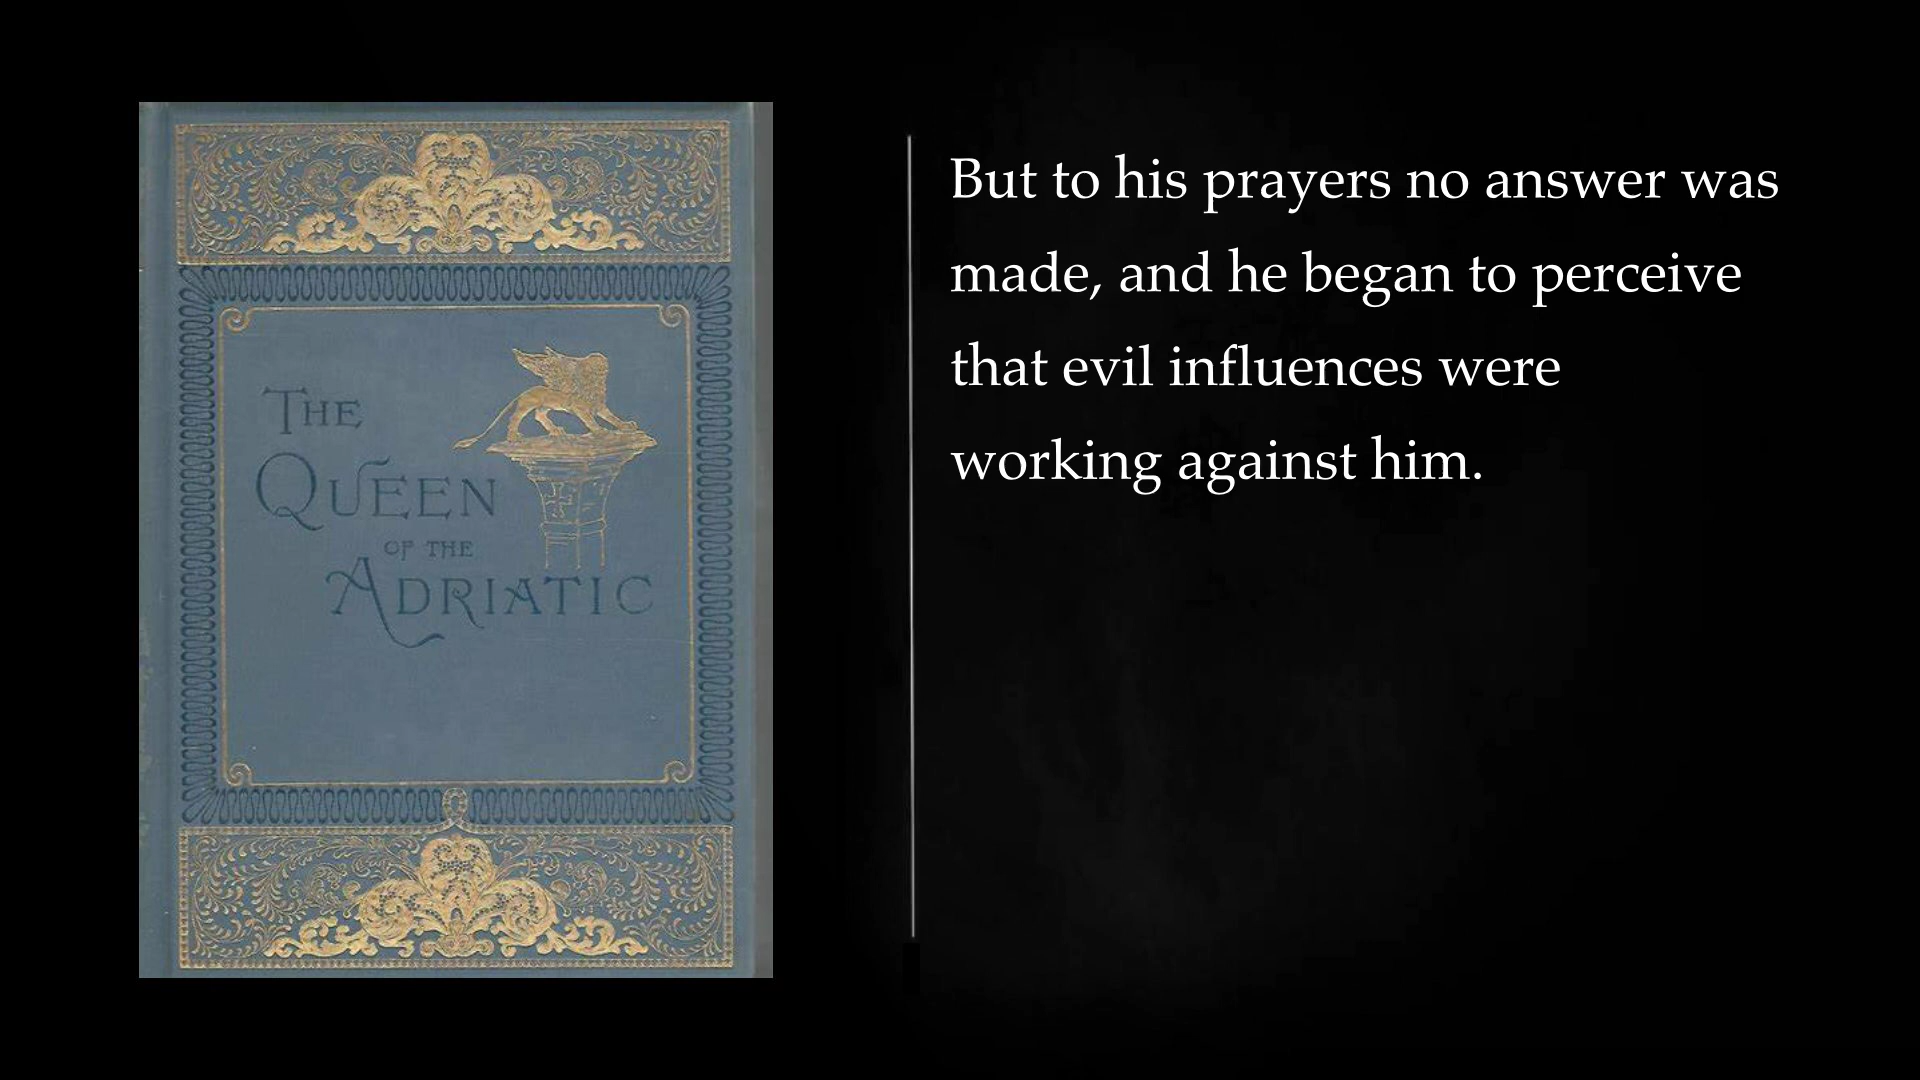 THE
QUEEN
OF THE
ADRIATIC
But to his prayers no answer was
made, and he began to perceive
that evil influences were
working against him.